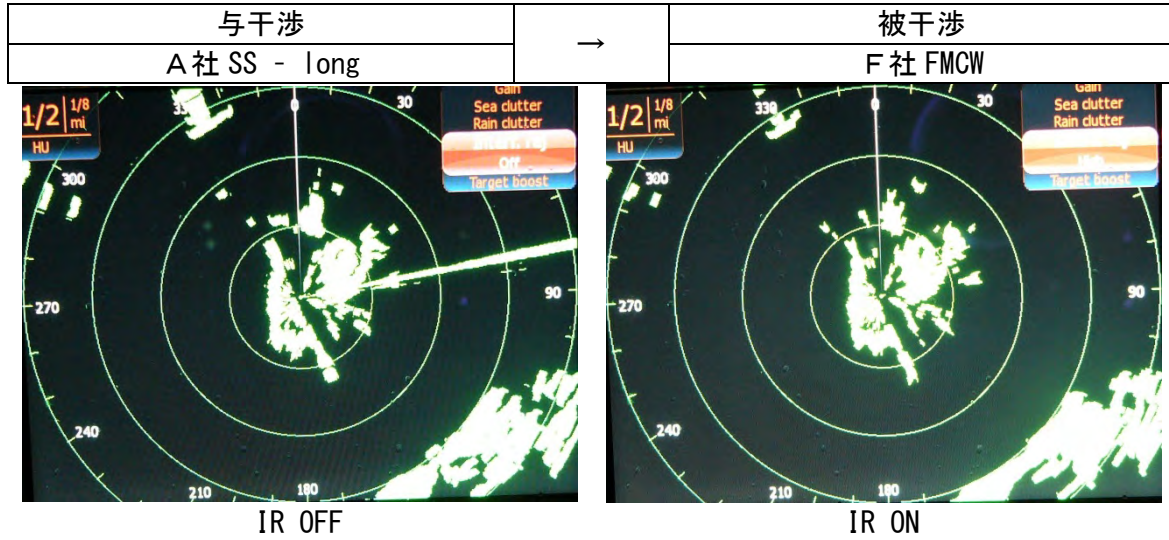 与干渉
→
被干渉
A社 SS - long
F社 FMCW
1/2 1/8 mi
HU
Gain
Sea clutter
Rain clutter
Off
Target boost
330
0
30
300
270
90
240
210
180
1/2 1/8 mi
HU
Gain
Sea clutter
Rain clutter
High
Target boost
330
0
30
300
270
90
240
210
180
IR OFF
IR ON